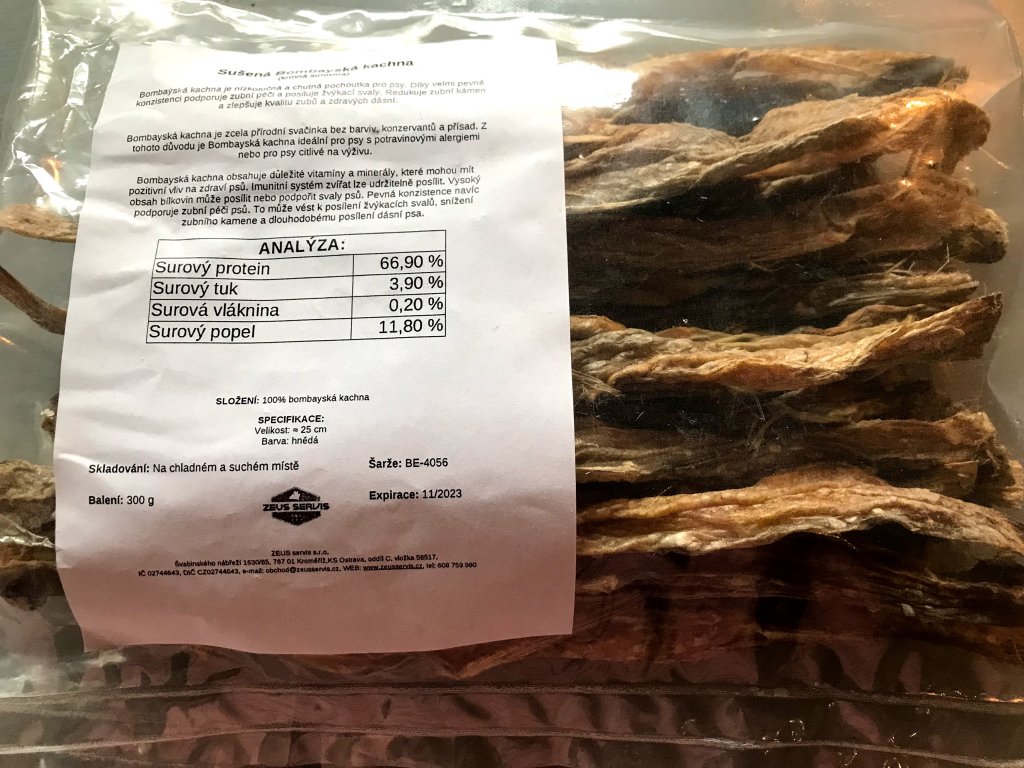 Sušená Bombayská kachna
(krmná surovina)
Bombayská kachna je nízkotučná a chutná pochoutka pro psy. Díky velmi pevné
konzistenci podporuje zubní péči a posiluje žvýkací svaly. Redukuje zubní kámen
a zlepšuje kvalitu zubů a zdravých dásní.
Bombayská kachna je zcela přírodní svačinka bez barviv, konzervantů a přísad. Z
tohoto důvodu je Bombayská kachna ideální pro psy s potravinovými alergiemi
nebo pro psy citlivé na výživu.
Bombayská kachna obsahuje důležité vitamíny a minerály, které mohou mít
pozitivní vliv na zdraví psů. Imunitní systém zvířat lze udržitelně posílit. Vysoký
obsah bílkovin může posílit nebo podpořit svaly psů. Pevná konzistence navíc
podporuje zubní péči psů. To může vést k posílení žvýkacích svalů, snížení
zubního kamene a dlouhodobému posílení dásní psa.
ANALÝZA:
Surový protein 66,90 %
Surový tuk 3,90 %
Surová vláknina 0,20 %
Surový popel 11,80 %
SLOŽENÍ: 100% bombayská kachna
SPECIFIKACE:
Velikost: ≈ 25 cm
Barva: hnědá
Skladování: Na chladném a suchém místě
Šarže: BE-4056
Balení: 300 g
Expirace: 11/2023
ZEUS SERVIS
ZEUS servis s.r.o.
Švabinského nábřeží 1630/85, 767 01 Kroměříž,KS Ostrava, oddíl C, vložka 58517,
IČ 02744643, DIČ CZ02744643, e-mail: obchod@zeusservis.cz, WEB: www.zeusservis.cz, tel: 608 759 980